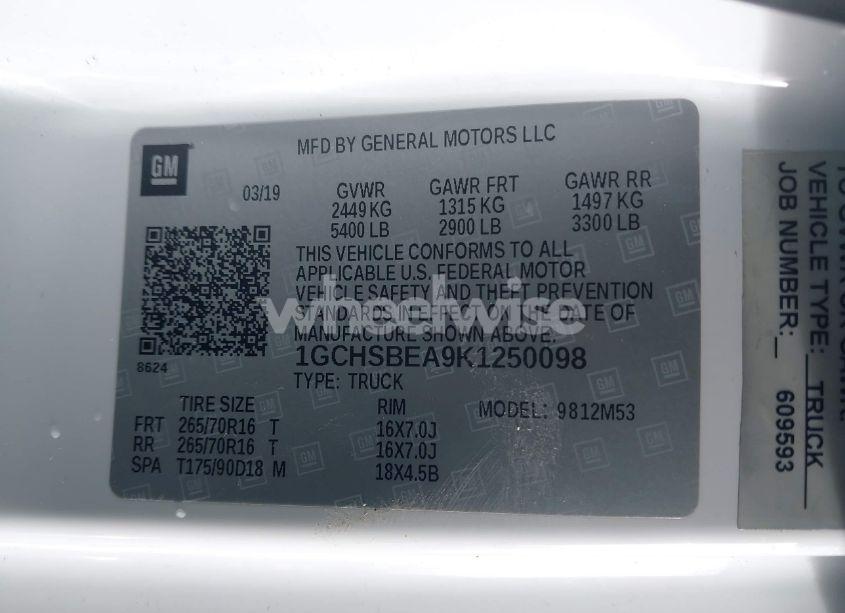 MFD BY GENERAL MOTORS LLC
GM
03/19
GVWR GAWR FRT GAWR RR
2449 KG 1315 KG 1497 KG
5400 LB 2900 LB 3300 LB
THIS VEHICLE CONFORMS TO ALL
APPLICABLE U.S. FEDERAL MOTOR
VEHICLE SAFETY AND THEFT PREVENTION
STANDARDS IN EFFECT ON THE DATE OF
MANUFACTURE SHOWN ABOVE.
1GCHSBEA9K1250098
8624
TYPE: TRUCK
TIRE SIZE RIM MODEL: 9812M53
FRT 265/70R16 T 16X7.0J
RR 265/70R16 T 16X7.0J
SPA T175/90D18 M 18X4.5B
wheelwise
VEHICLE TYPE: TRUCK
JOB NUMBER: 609593